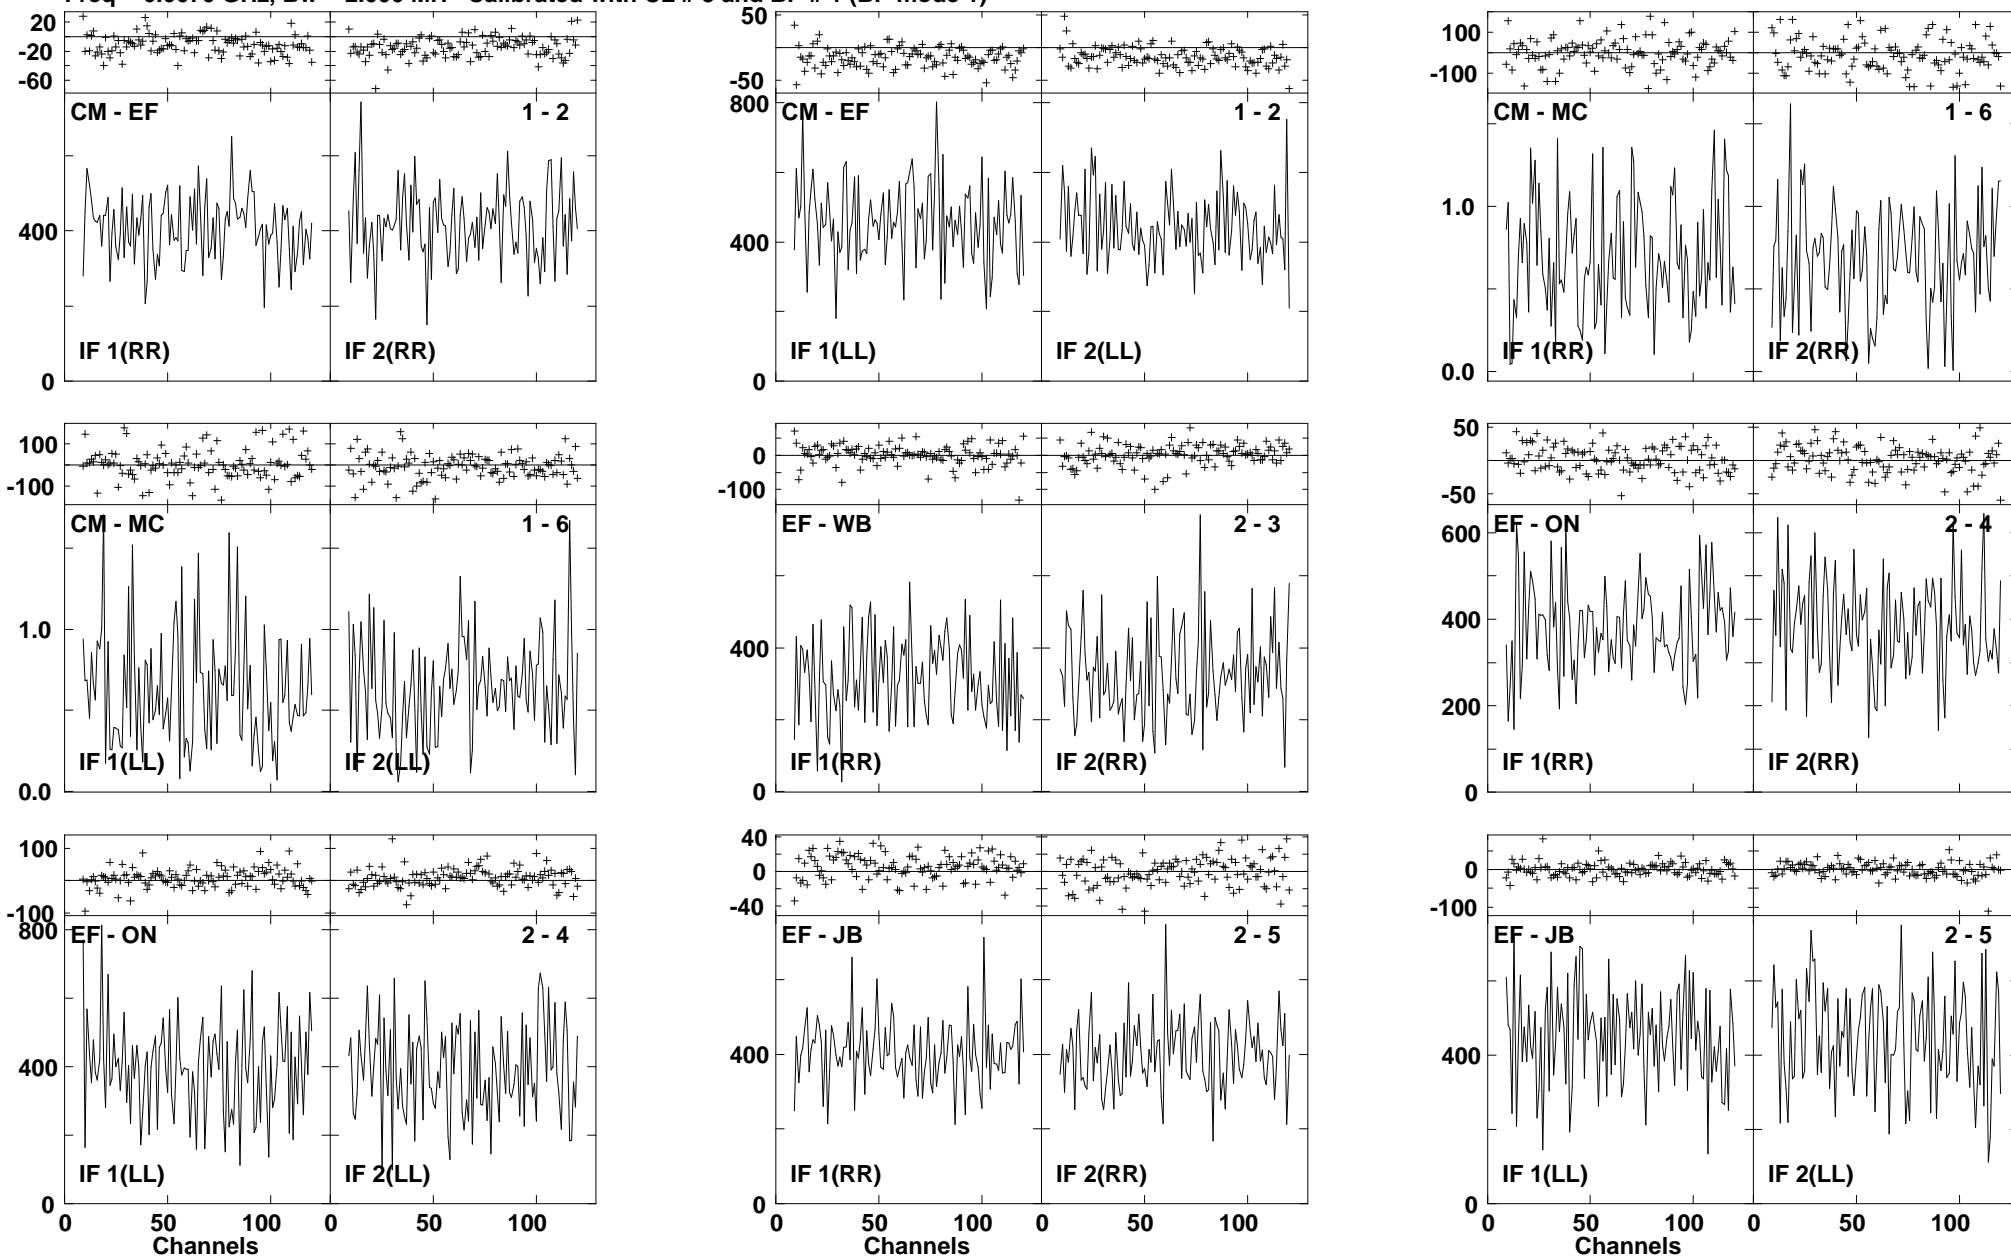 20
-20
-60
CM - EF
1 - 2
400
0
IF 1(RR)
IF 2(RR)
50
-50
800
CM - EF
1 - 2
400
0
IF 1(LL)
IF 2(LL)
100
-100
CM - MC
1 - 6
1.0
0.0
IF 1(RR)
IF 2(RR)
100
-100
CM - MC
1 - 6
1.0
0.0
IF 1(LL)
IF 2(LL)
0
-100
EF - WB
2 - 3
400
0
IF 1(RR)
IF 2(RR)
50
-50
600
EF - ON
2 - 4
400
200
0
IF 1(RR)
IF 2(RR)
100
-100
800
EF - ON
2 - 4
400
0
IF 1(LL)
IF 2(LL)
0 50 100 0 50 100
Channels
40
0
-40
EF - JB
2 - 5
400
0
IF 1(RR)
IF 2(RR)
0 50 100 0 50 100
Channels
0
-100
EF - JB
2 - 5
400
0
IF 1(LL)
IF 2(LL)
0 50 100 0 50 100
Channels